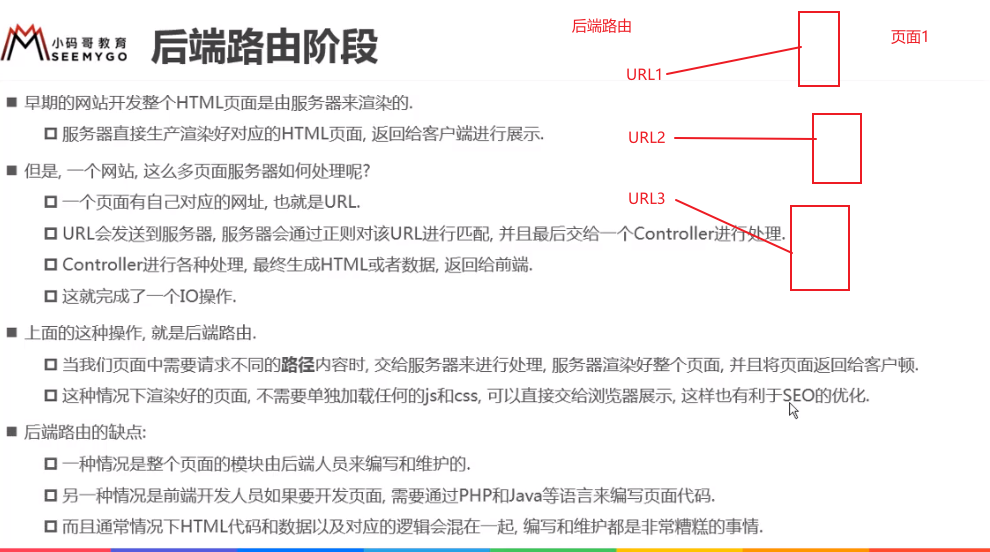 小码哥教育
SEEMYGO
后端路由阶段
后端路由
页面1
URL1
URL2
URL3
早期的网站开发整个HTML页面是由服务器来渲染的.
服务器直接生产渲染好对应的HTML页面, 返回给客户端进行展示.
但是, 一个网站, 这么多页面服务器如何处理呢?
一个页面有自己对应的网址, 也就是URL.
URL会发送到服务器, 服务器会通过正则对该URL进行匹配, 并且最后交给一个Controller进行处理.
Controller进行各种处理, 最终生成HTML或者数据, 返回给前端.
这就完成了一个IO操作.
上面的这种操作, 就是后端路由.
当我们页面中需要请求不同的路径内容时, 交给服务器来进行处理, 服务器渲染好整个页面, 并且将页面返回给客户顿.
这种情况下渲染好的页面, 不需要单独加载任何的js和css, 可以直接交给浏览器展示, 这样也有利于SEO的优化.
后端路由的缺点:
一种情况是整个页面的模块由后端人员来编写和维护的.
另一种情况是前端开发人员如果要开发页面, 需要通过PHP和Java等语言来编写页面代码.
而且通常情况下HTML代码和数据以及对应的逻辑会混在一起, 编写和维护都是非常糟糕的事情.